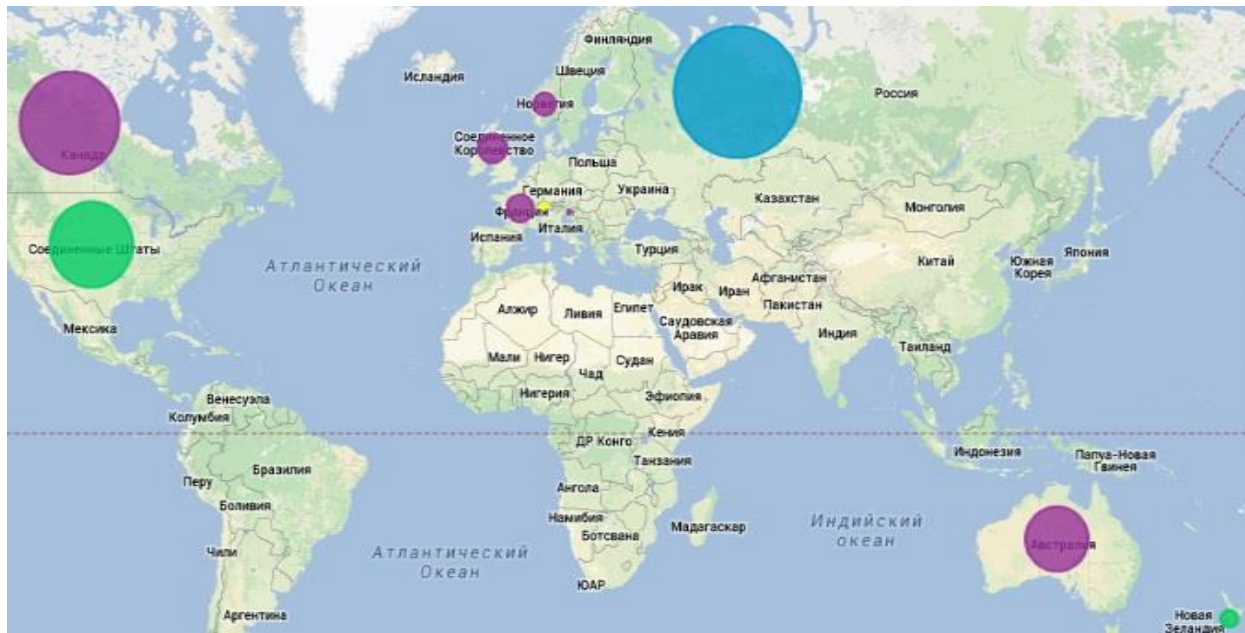 Финляндия
Исландия
Швеция
Россия
Норвегия
Соединенное
Королевство
Канада
Польша
Германия
Украина
Казахстан
Монголия
Франция
Италия
Испания
Соединенные Штаты
Турция
Япония
Южная
Корея
Китай
Атлантический
Океан
Афганистан
Ирак
Иран
Пакистан
Алжир
Ливия
Египет
Саудовская
Аравия
Мексика
Индия
Таиланд
Мали
Нигер
Судан
Чад
Нигерия
Эфиопия
Венесуэла
Колумбия
Кения
ДР Конго
Индонезия
Папуа-Новая
Гвинея
Танзания
Бразилия
Перу
Ангола
Боливия
Намибия
Ботсвана
Мадагаскар
Индийский
океан
Австралия
Чили
Атлантический
Океан
ЮАР
Аргентина
Новая
Зеландия